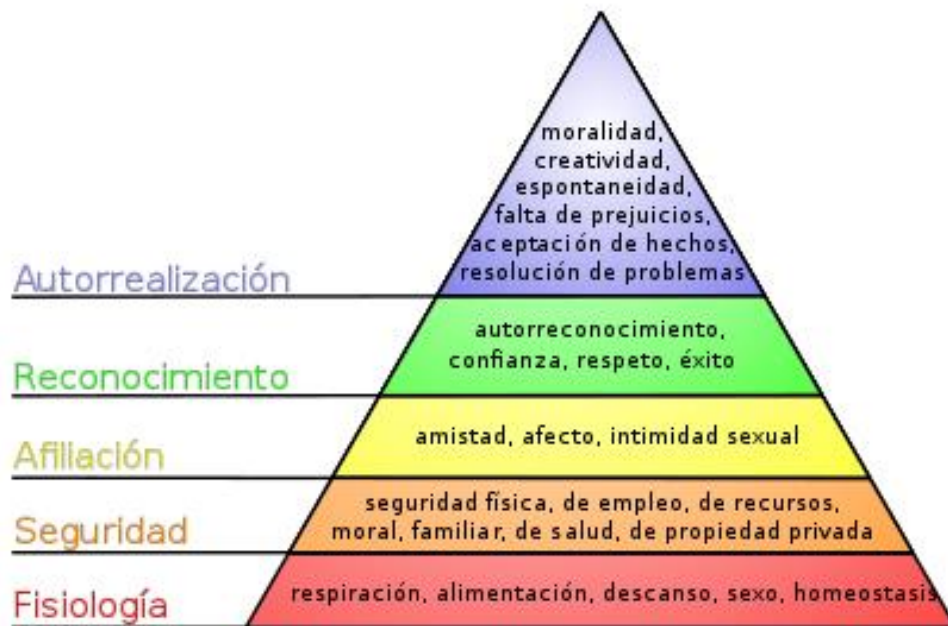 moralidad,
creatividad,
espontaneidad,
falta de prejuicios,
aceptación de hechos,
resolución de problemas
Autorrealización
autorreconocimiento,
confianza, respeto, éxito
Reconocimiento
amistad, afecto, intimidad sexual
Afiliación
seguridad física, de empleo, de recursos,
moral, familiar, de salud, de propiedad privada
Seguridad
respiración, alimentación, descanso, sexo, homeostasis
Fisiología